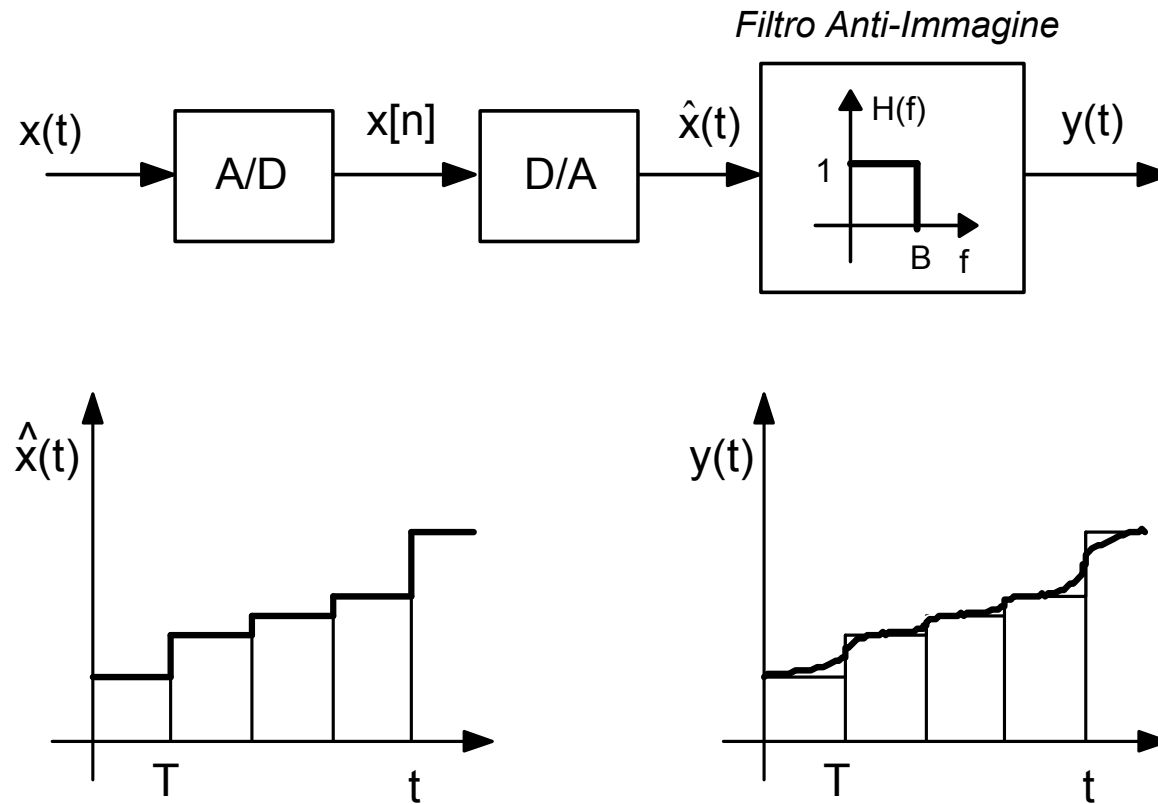 Filtro Anti-Immagine
x(t)
A/D
x[n]
D/A
x̂(t)
H(f)
1
B
f
y(t)
x̂(t)
T
t
y(t)
T
t